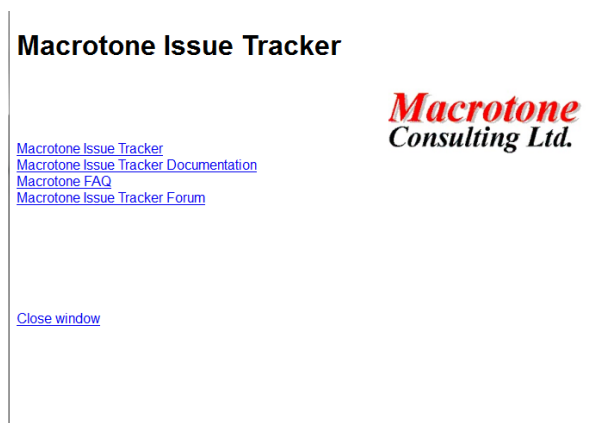 Macrotone Issue Tracker
Macrotone
Consulting Ltd.
Macrotone Issue Tracker
Macrotone Issue Tracker Documentation
Macrotone FAQ
Macrotone Issue Tracker Forum
Close window